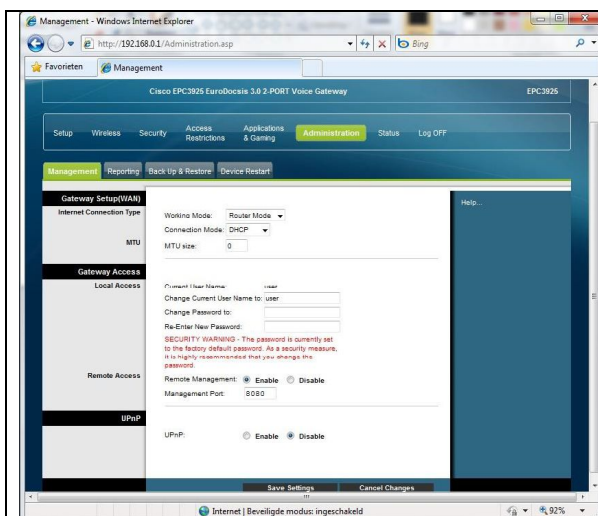 Management - Windows Internet Explorer
http://192.168.0.1/Administration.asp
Bing
Favorieten
Management
Cisco EPC3925 EuroDocsis 3.0 2-PORT Voice Gateway
EPC3925
Setup
Wireless
Security
Access Restrictions
Applications & Gaming
Administration
Status
Log OFF
Management
Reporting
Back Up & Restore
Device Restart
Gateway Setup(WAN)
Help...
Internet Connection Type
Working Mode: Router Mode
Connection Mode: DHCP
MTU
MTU size: 0
Gateway Access
Local Access
Current User Name: user
Change Current User Name to: user
Change Password to:
Re-Enter New Password:
SECURITY WARNING - The password is currently set
to the factory default password. As a security measure,
it is highly recommended that you change the
password.
Remote Access
Remote Management: Enable Disable
Management Port: 8080
UPnP
UPnP: Enable Disable
Save Settings
Cancel Changes
Internet | Beveiligde modus: ingeschakeld
92%